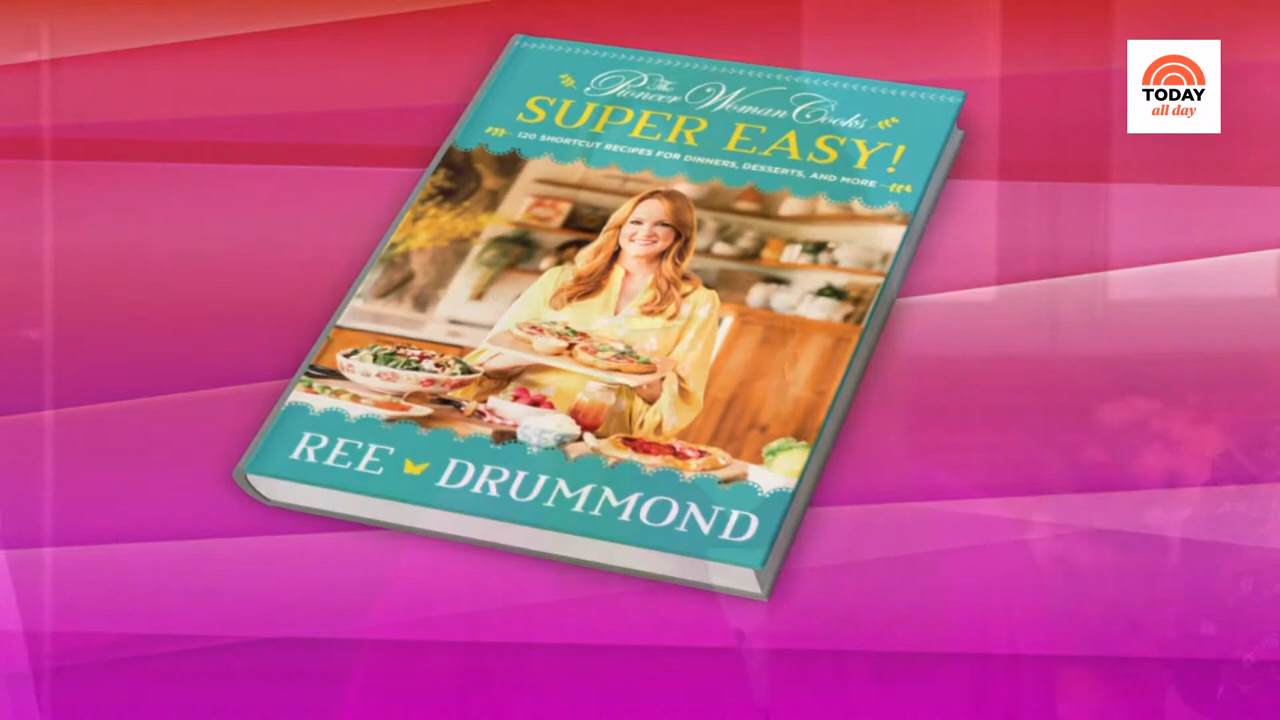 The
Pioneer Woman Cooks
SUPER EASY!
120 SHORTCUT RECIPES FOR DINNERS, DESSERTS, AND MORE
REE DRUMMOND
TODAY
all day